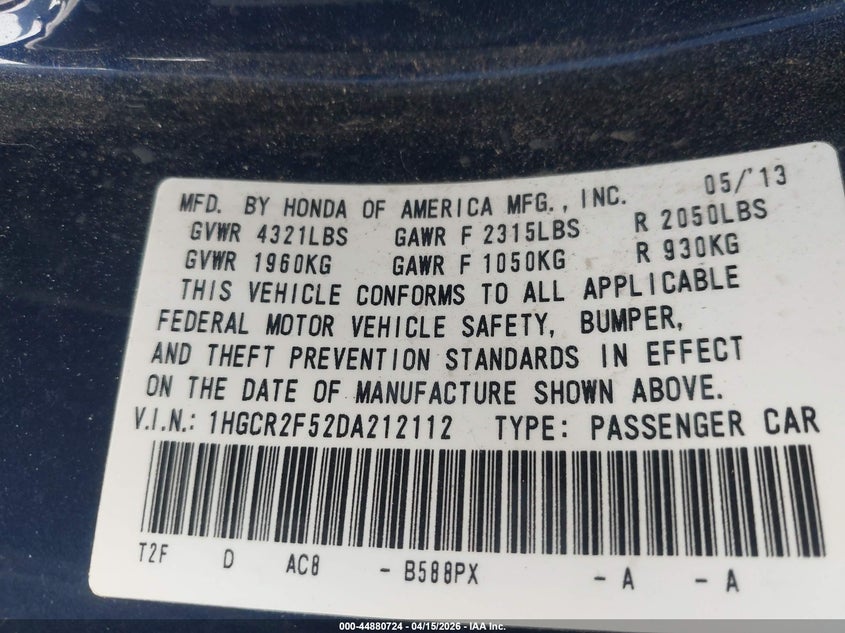 MFD. BY HONDA OF AMERICA MFG., INC. 05/'13
GVWR 4321LBS GAWR F 2315LBS R 2050LBS
GVWR 1960KG GAWR F 1050KG R 930KG
THIS VEHICLE CONFORMS TO ALL APPLICABLE
FEDERAL MOTOR VEHICLE SAFETY, BUMPER,
AND THEFT PREVENTION STANDARDS IN EFFECT
ON THE DATE OF MANUFACTURE SHOWN ABOVE.
V.I.N.: 1HGCR2F52DA212112 TYPE: PASSENGER CAR
T2F D AC8 - B588PX - A - A
000-44880724 - 04/15/2026 - IAA Inc.